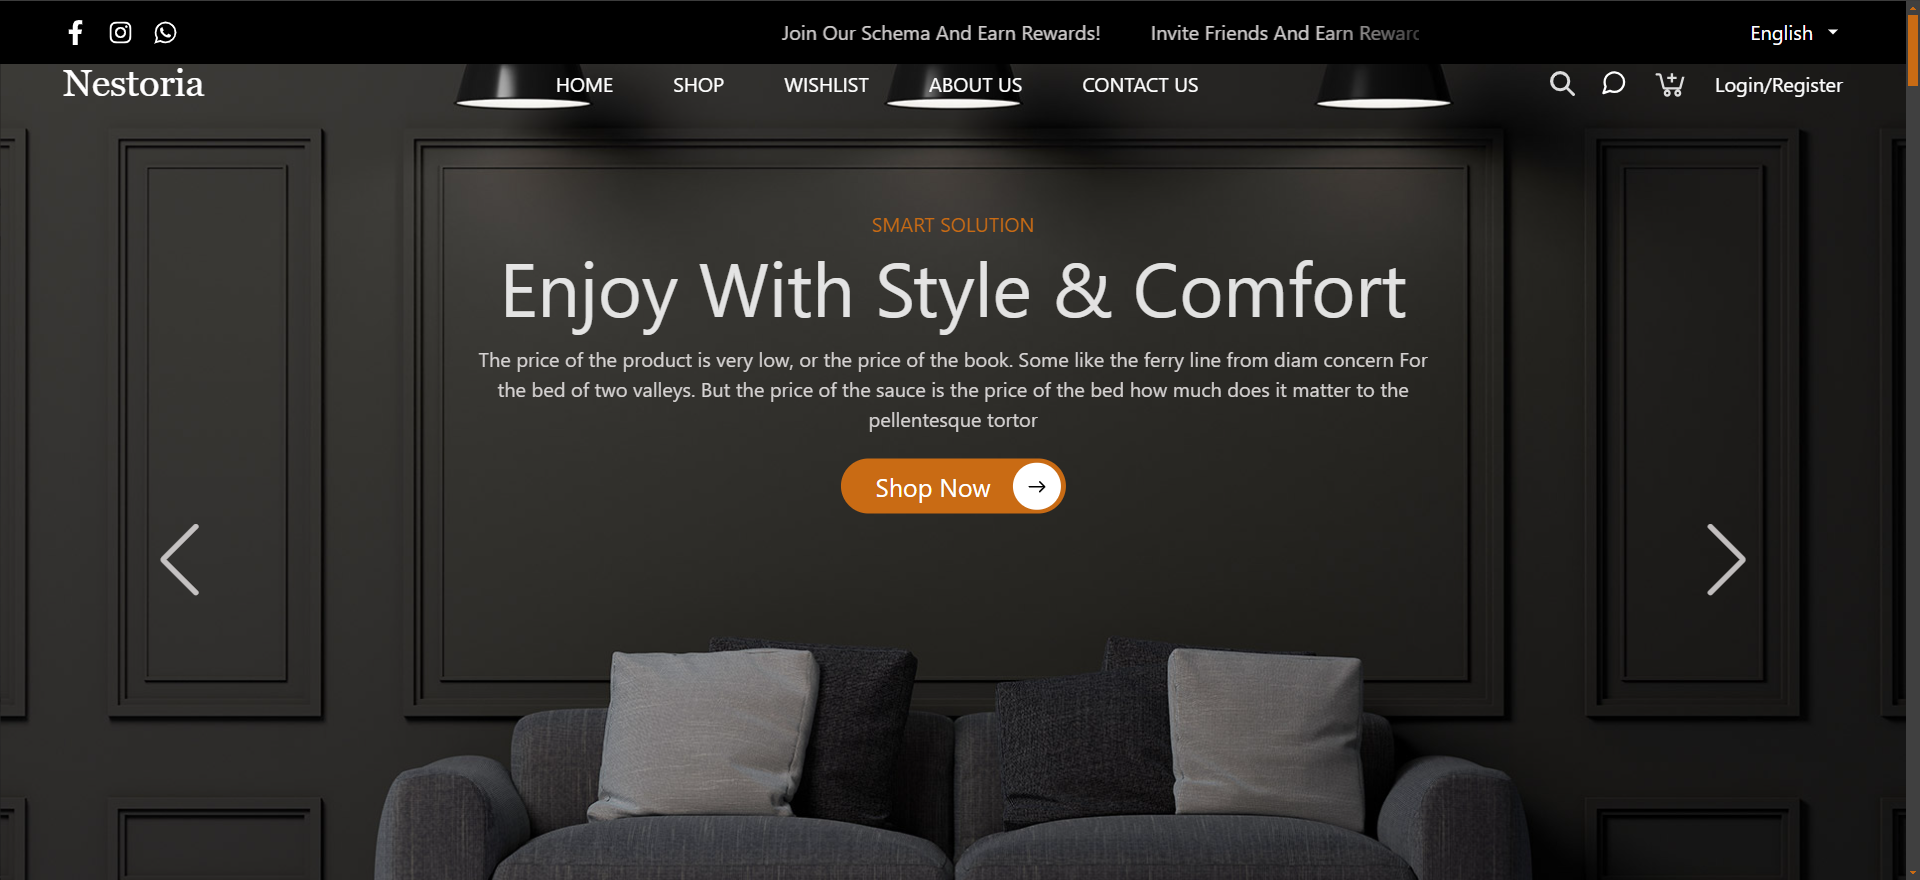 Join Our Schema And Earn Rewards! Invite Friends And Earn
English
Nestoria
HOME SHOP WISHLIST ABOUT US CONTACT US
Login/Register
SMART SOLUTION
Enjoy With Style & Comfort
The price of the product is very low, or the price of the book. Some like the ferry line from diam concern For
the bed of two valleys. But the price of the sauce is the price of the bed how much does it matter to the
pellentesque tortor
Shop Now